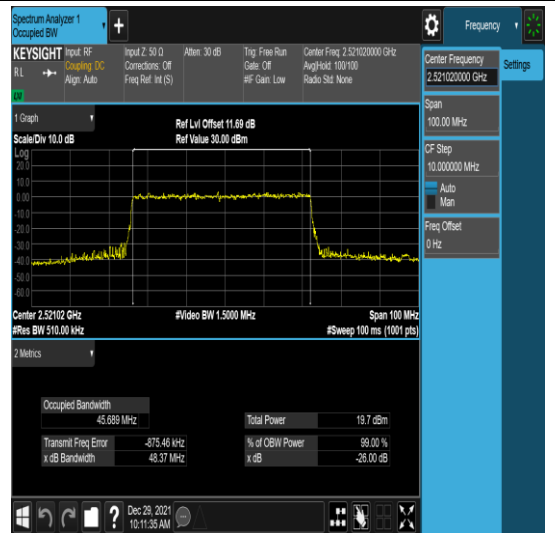 Spectrum Analyzer 1
Occupied BW
Frequency
KEYSIGHT
RL
Input: RF
Coupling: DC
Align: Auto
Input Z: 50 Ω
Corrections: Off
Freq Ref: Int (S)
Atten: 30 dB
Trig: Free Run
Gate: Off
#IF Gain: Low
Center Freq: 2.521020000 GHz
Avg|Hold: 100/100
Radio Std: None
Center Frequency
2.521020000 GHz
Settings
Span
100.00 MHz
CF Step
10.000000 MHz
Auto
Man
Freq Offset
0 Hz
1 Graph
Scale/Div 10.0 dB
Ref Lvl Offset 11.69 dB
Ref Value 30.00 dBm
Log
20.0
10.0
0.00
-10.0
-20.0
-30.0
-40.0
-50.0
-60.0
Center 2.52102 GHz
#Res BW 510.00 kHz
#Video BW 1.5000 MHz
Span 100 MHz
#Sweep 100 ms (1001 pts)
2 Metrics
Occupied Bandwidth
45.689 MHz
Total Power 19.7 dBm
Transmit Freq Error -875.46 kHz
% of OBW Power 99.00 %
x dB Bandwidth 48.37 MHz
x dB -26.00 dB
?
Dec 29, 2021
10:11:35 AM